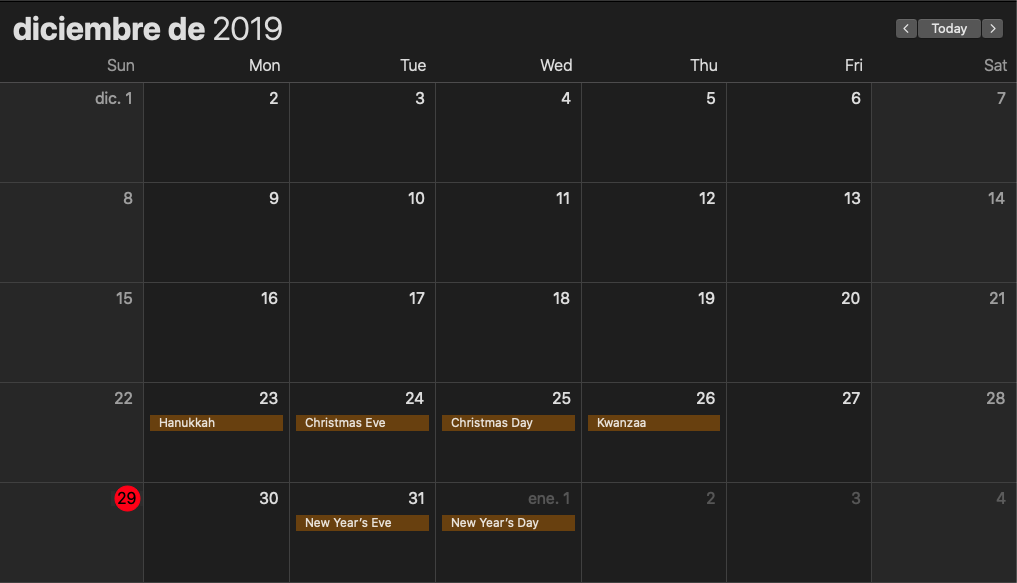 diciembre de 2019
< Today >
Sun Mon Tue Wed Thu Fri Sat
dic. 1 2 3 4 5 6 7
8 9 10 11 12 13 14
15 16 17 18 19 20 21
22 23 24 25 26 27 28
Hanukkah Christmas Eve Christmas Day Kwanzaa
29 30 31 ene. 1 2 3 4
New Year’s Eve New Year’s Day